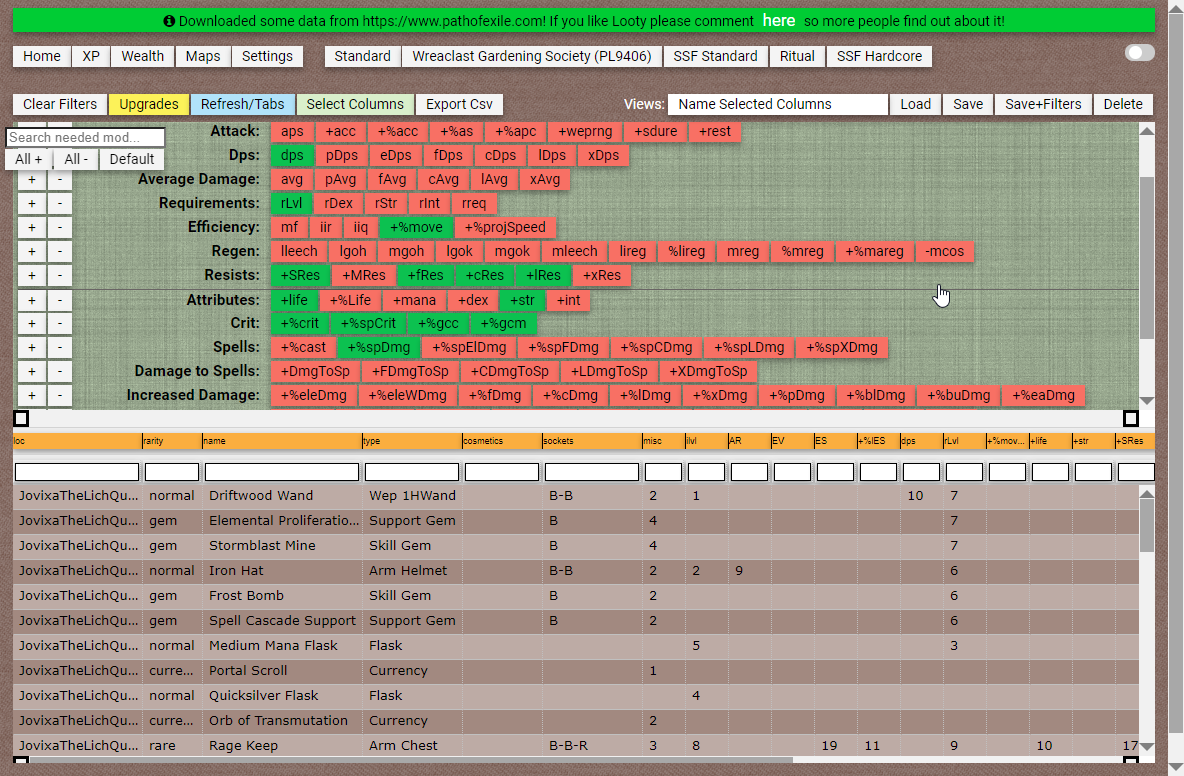 Downloaded some data from https://www.pathofexile.com! If you like Looty please comment here so more people find out about it!
Home XP Wealth Maps Settings Standard Wreaclast Gardening Society (PL9406) SSF Standard Ritual SSF Hardcore
Clear Filters Upgrades Refresh/Tabs Select Columns Export Csv Views: Name Selected Columns Load Save Save+Filters Delete
Search needed mod...
All + All - Default
Attack: aps +acc +%acc +%as +%apc +weprng +sdure +rest
Dps: dps pDps eDps fDps cDps lDps xDps
+ - Average Damage: avg pAvg fAvg cAvg lAvg xAvg
+ - Requirements: rLvl rDex rStr rInt rreq
+ - Efficiency: mf iir iiq +%move +%projSpeed
+ - Regen: lleech lgoh mgoh lgok mgok mleech lireg %lireg mreg %mreg +%mareg -mcos
+ - Resists: +SRes +MRes +fRes +cRes +lRes +xRes
+ - Attributes: +life +%Life +mana +dex +str +int
+ - Crit: +%crit +%spCrit +%gcc +%gcm
+ - Spells: +%cast +%spDmg +%spElDmg +%spFDmg +%spCDmg +%spLDmg +%spXDmg
+ - Damage to Spells: +DmgToSp +FDmgToSp +CDmgToSp +LDmgToSp +XDmgToSp
+ - Increased Damage: +%eleDmg +%eleWDmg +%fDmg +%cDmg +%lDmg +%xDmg +%pDmg +%blDmg +%buDmg +%eaDmg
loc rarity name type cosmetics sockets misc ilvl AR EV ES +%IES dps rLvl +%mov... +life +str +SRes
JovixaTheLichQu... normal Driftwood Wand Wep 1HWand B-B 2 1 10 7
JovixaTheLichQu... gem Elemental Proliferatio... Support Gem B 4 7
JovixaTheLichQu... gem Stormblast Mine Skill Gem B 4 7
JovixaTheLichQu... normal Iron Hat Arm Helmet B-B 2 2 9 6
JovixaTheLichQu... gem Frost Bomb Skill Gem B 2 6
JovixaTheLichQu... gem Spell Cascade Support Support Gem B 2 6
JovixaTheLichQu... normal Medium Mana Flask Flask 5 3
JovixaTheLichQu... curre... Portal Scroll Currency 1
JovixaTheLichQu... normal Quicksilver Flask Flask 4
JovixaTheLichQu... curre... Orb of Transmutation Currency 2
JovixaTheLichQu... rare Rage Keep Arm Chest B-B-R 3 8 19 11 9 10 17